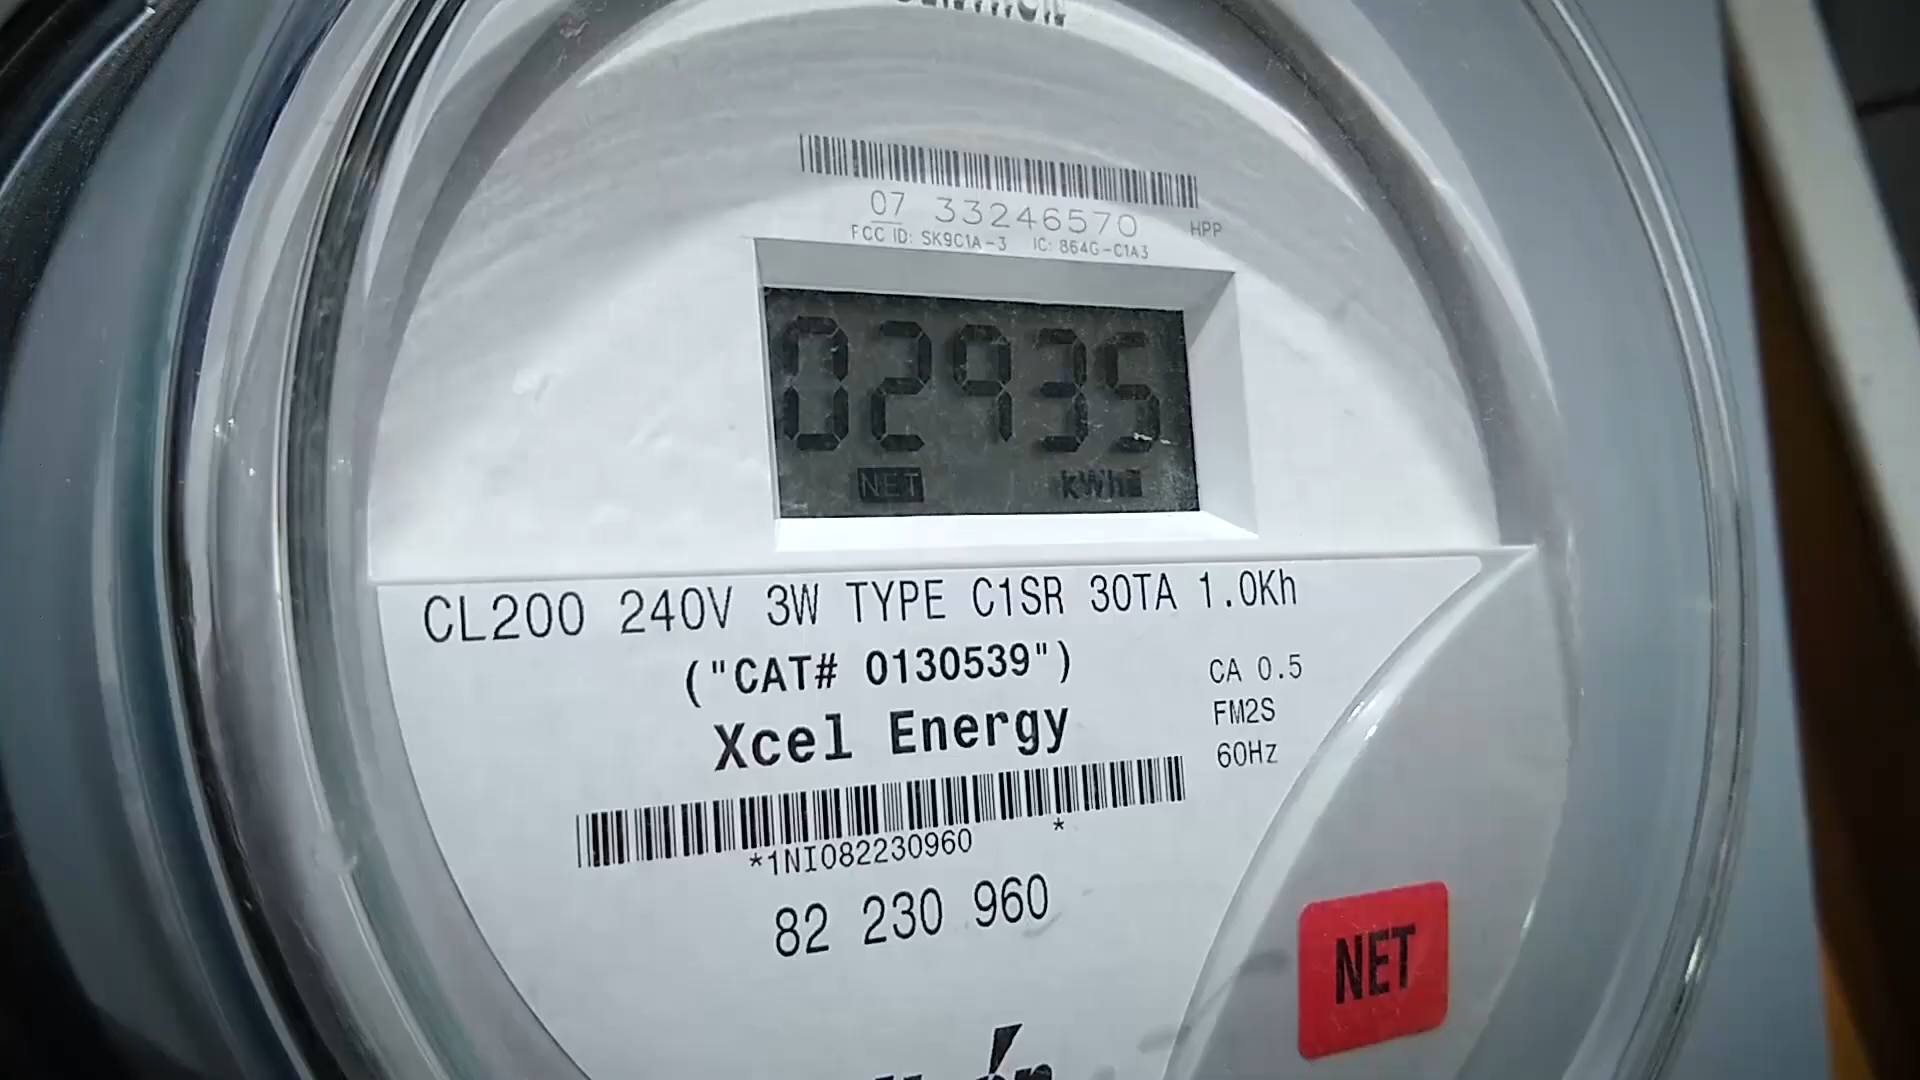 07 33246570 HPP
FCC ID: SK9C1A-3 IC: 864G-C1A3
02935
NET kWh
CL200 240V 3W TYPE C1SR 30TA 1.0Kh
("CAT# 0130539")
CA 0.5
Xcel Energy
FM2S
60Hz
*1NI082230960 *
82 230 960
NET